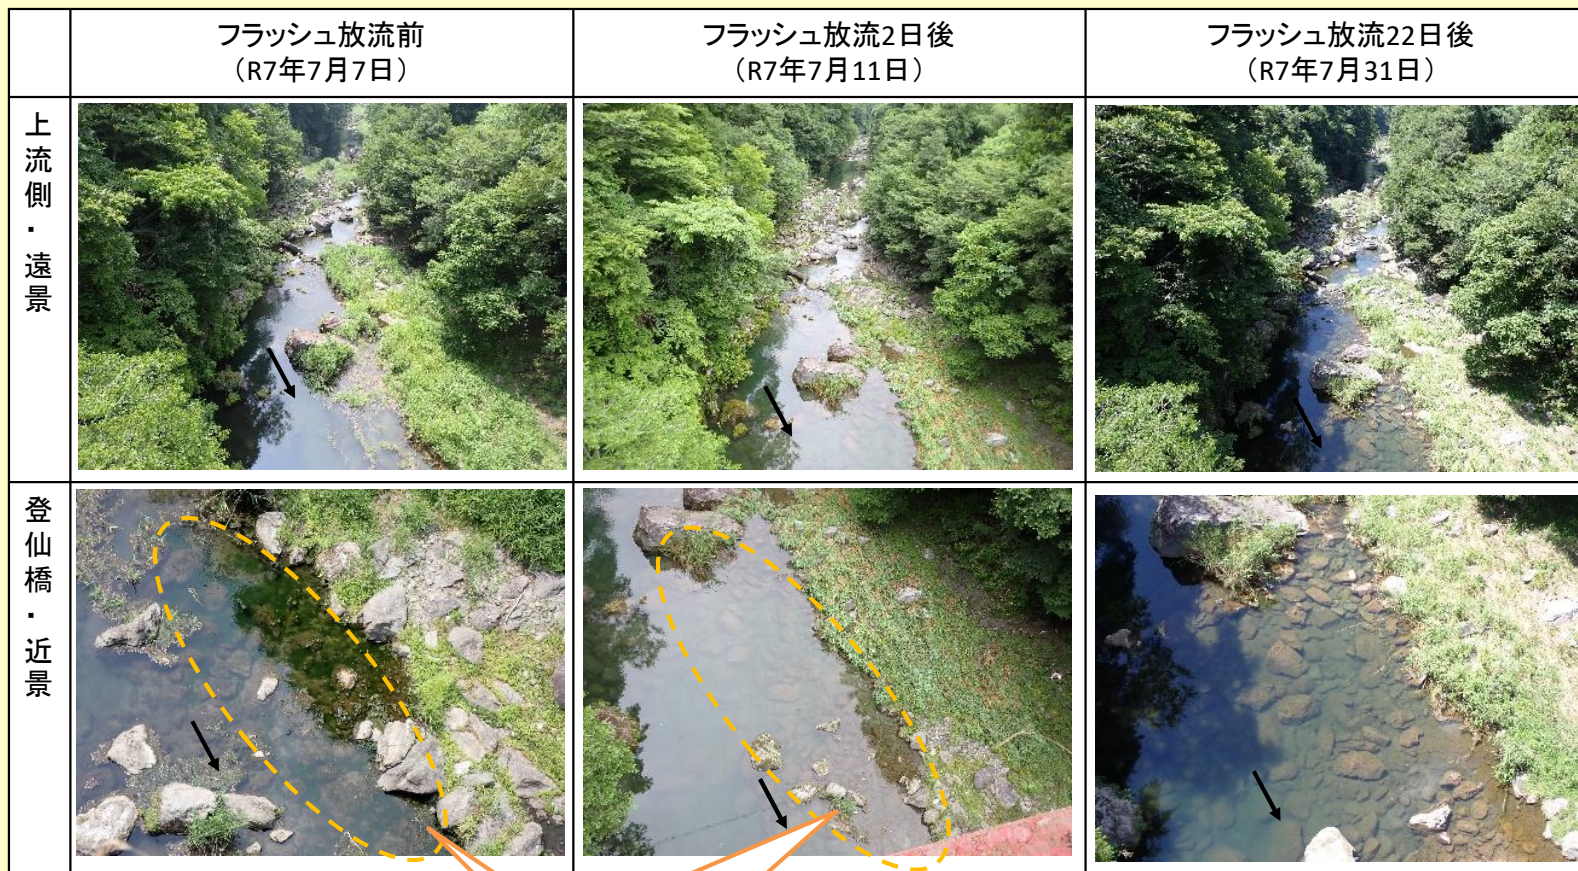 フラッシュ放流前
（R7年7月7日）
フラッシュ放流2日後
（R7年7月11日）
フラッシュ放流22日後
（R7年7月31日）
上流側・遠景
登仙橋・近景